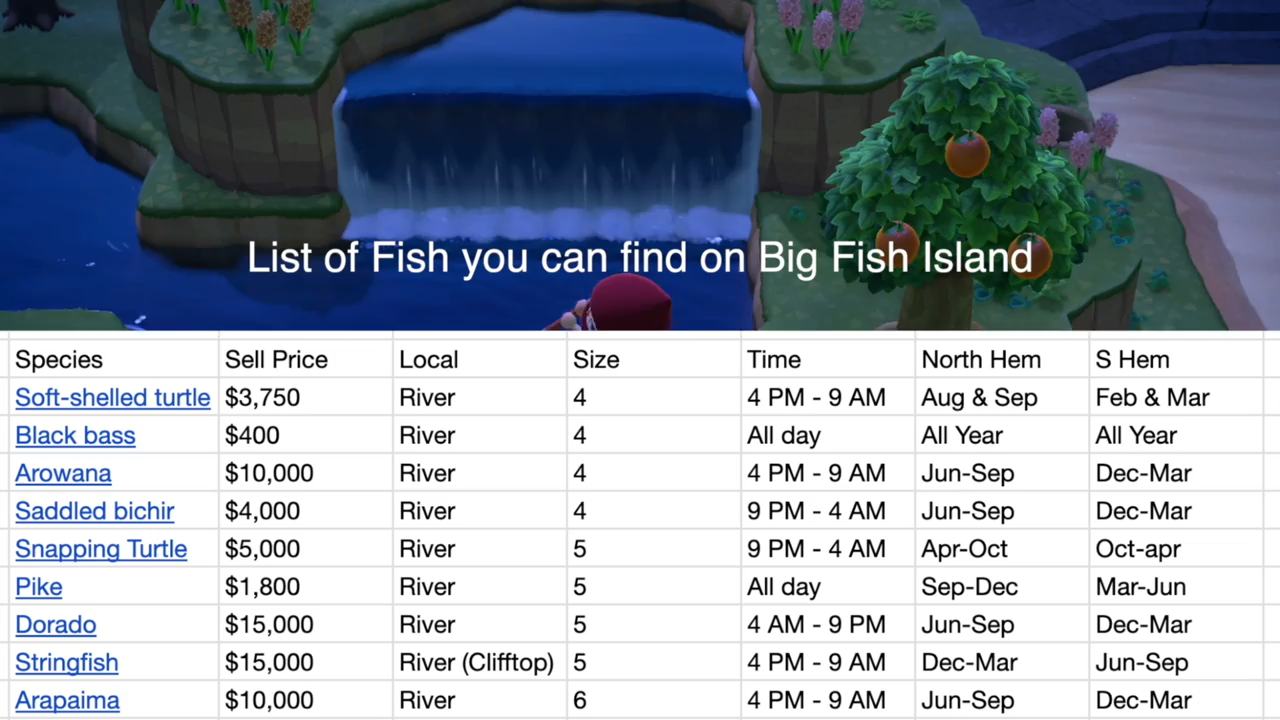 List of Fish you can find on Big Fish Island
Species Sell Price Local Size Time North Hem S Hem
Soft-shelled turtle $3,750 River 4 4 PM - 9 AM Aug & Sep Feb & Mar
Black bass $400 River 4 All day All Year All Year
Arowana $10,000 River 4 4 PM - 9 AM Jun-Sep Dec-Mar
Saddled bichir $4,000 River 4 9 PM - 4 AM Jun-Sep Dec-Mar
Snapping Turtle $5,000 River 5 9 PM - 4 AM Apr-Oct Oct-apr
Pike $1,800 River 5 All day Sep-Dec Mar-Jun
Dorado $15,000 River 5 4 AM - 9 PM Jun-Sep Dec-Mar
Stringfish $15,000 River (Clifftop) 5 4 PM - 9 AM Dec-Mar Jun-Sep
Arapaima $10,000 River 6 4 PM - 9 AM Jun-Sep Dec-Mar